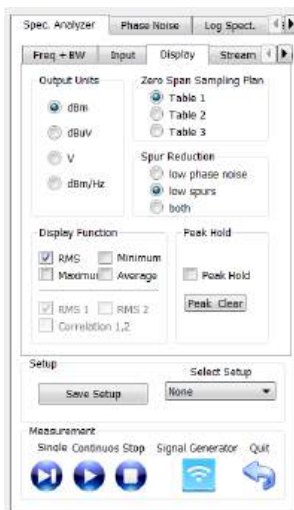 Spec. Analyzer Phase Noise Log Spect.
Freq + BW Input Display Stream
Output Units Zero Span Sampling Plan
dBm Table 1
dBuV Table 2
V Table 3
dBm/Hz
Spur Reduction
low phase noise
low spurs
both
Display Function Peak Hold
RMS Minimum
Maximu Average Peak Hold
RMS 1 RMS 2 Peak Clear
Correlation 1,2
Setup
Select Setup
Save Setup None
Measurement
Single Continuos Stop Signal Generator Quit